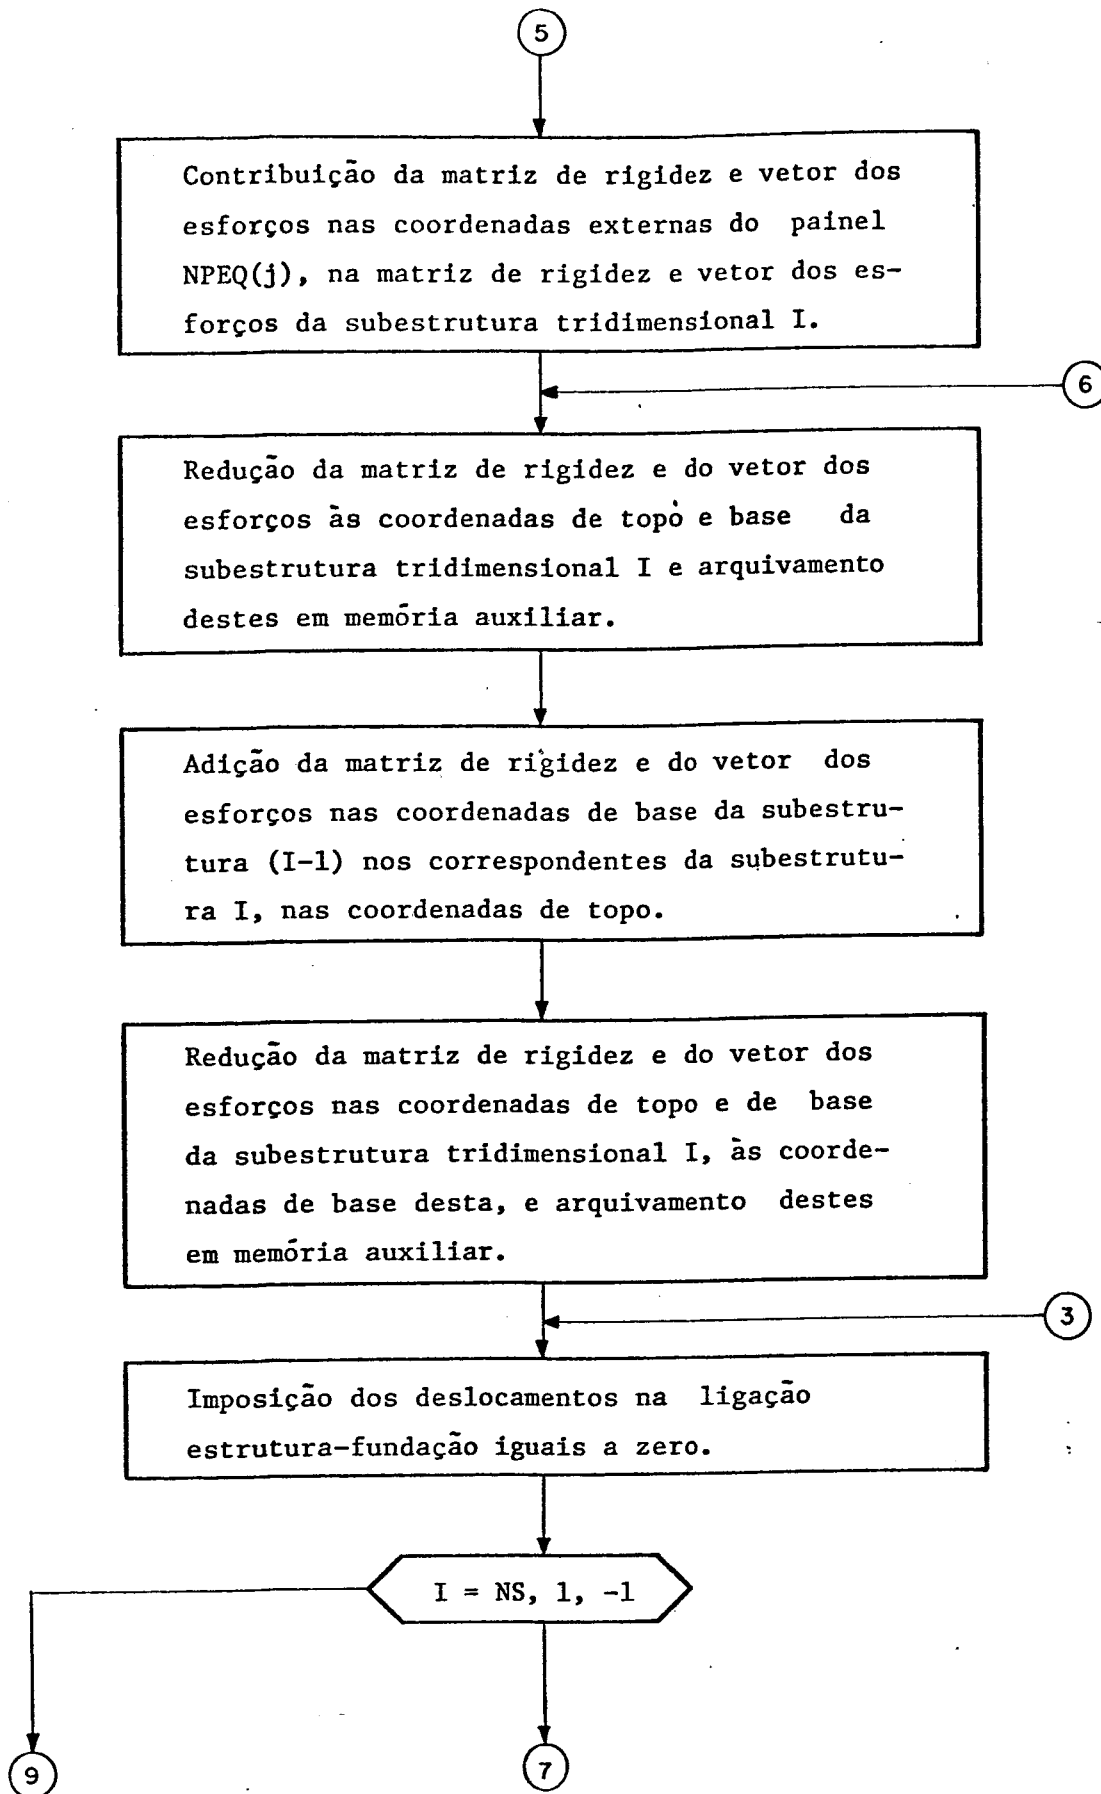 5
Contribuição da matriz de rigidez e vetor dos
esforços nas coordenadas externas do painel
NPEQ(j), na matriz de rigidez e vetor dos es-
forços da subestrutura tridimensional I.
6
Redução da matriz de rigidez e do vetor dos
esforços às coordenadas de topo e base da
subestrutura tridimensional I e arquivamento
destes em memória auxiliar.
Adição da matriz de rigidez e do vetor dos
esforços nas coordenadas de base da subestru-
tura (I-1) nos correspondentes da subestrutu-
ra I, nas coordenadas de topo.
Redução da matriz de rigidez e do vetor dos
esforços nas coordenadas de topo e de base
da subestrutura tridimensional I, às coorde-
nadas de base desta, e arquivamento destes
em memória auxiliar.
3
Imposição dos deslocamentos na ligação
estrutura-fundação iguais a zero.
I = NS, 1, -1
9
7